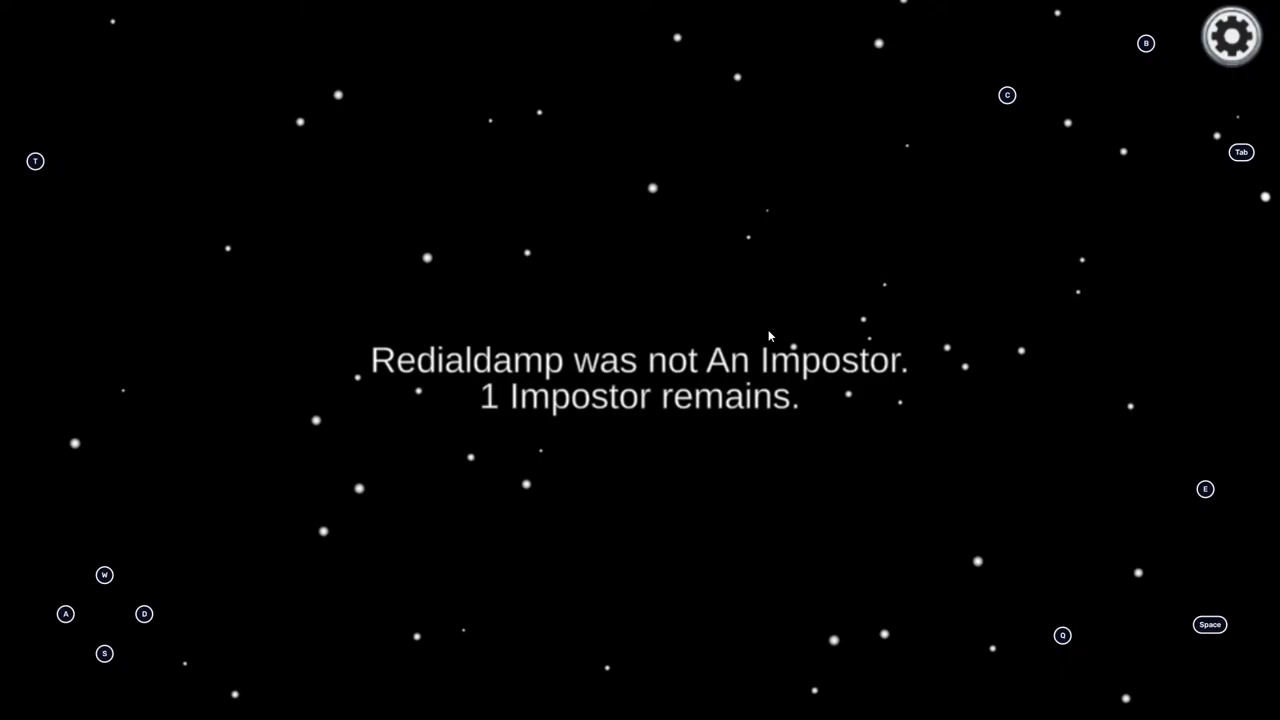 B
C
T
Tab
Redialdamp was not An Impostor.
1 Impostor remains.
E
W
A
D
Space
Q
S